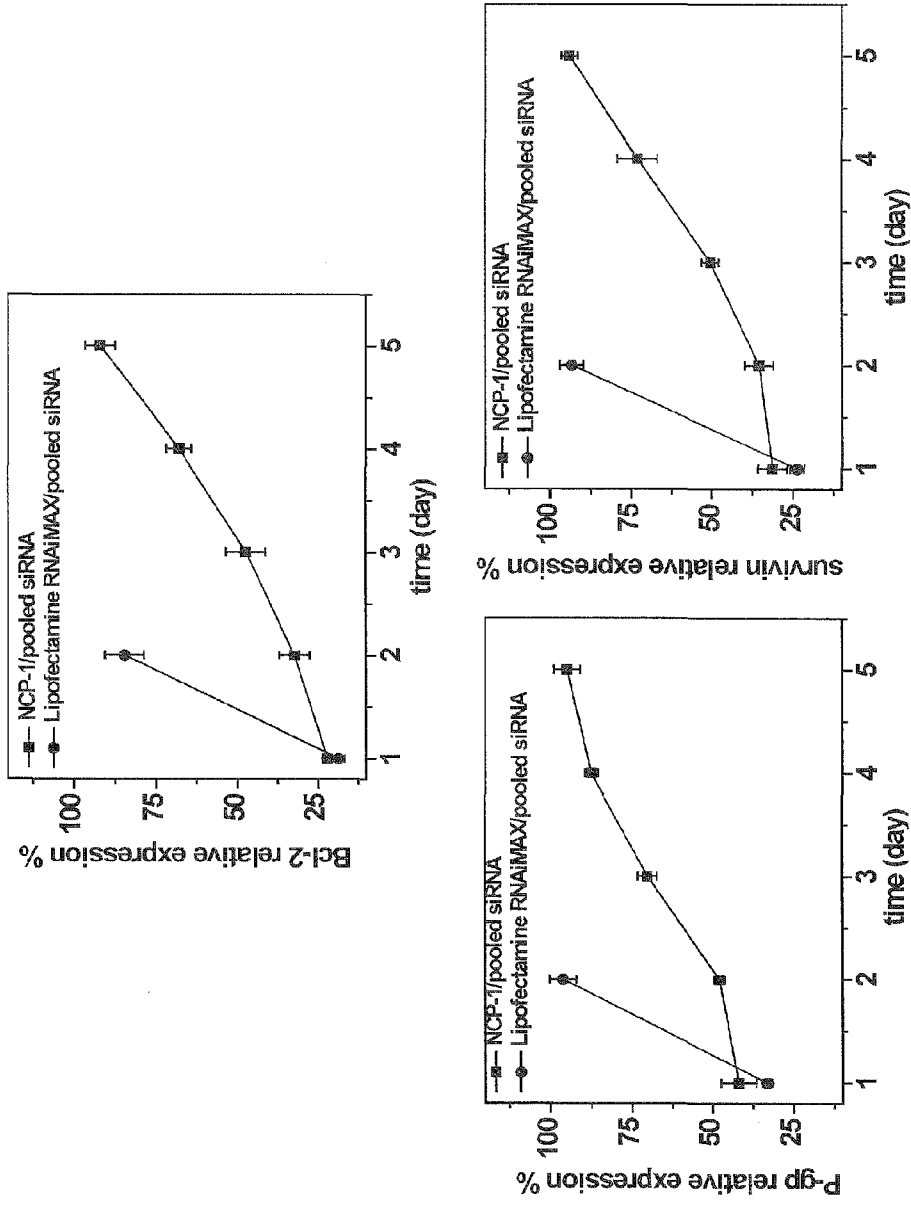 NCP-1/pooled siRNA
Lipofectamine RNAiMAX/pooled siRNA
Bcl-2 relative expression %
100
75
50
25
1 2 3 4 5
time (day)
NCP-1/pooled siRNA
Lipofectamine RNAiMAX/pooled siRNA
P-gp relative expression %
100
75
50
25
1 2 3 4 5
time (day)
NCP-1/pooled siRNA
Lipofectamine RNAiMAX/pooled siRNA
survivin relative expression %
100
75
50
25
1 2 3 4 5
time (day)